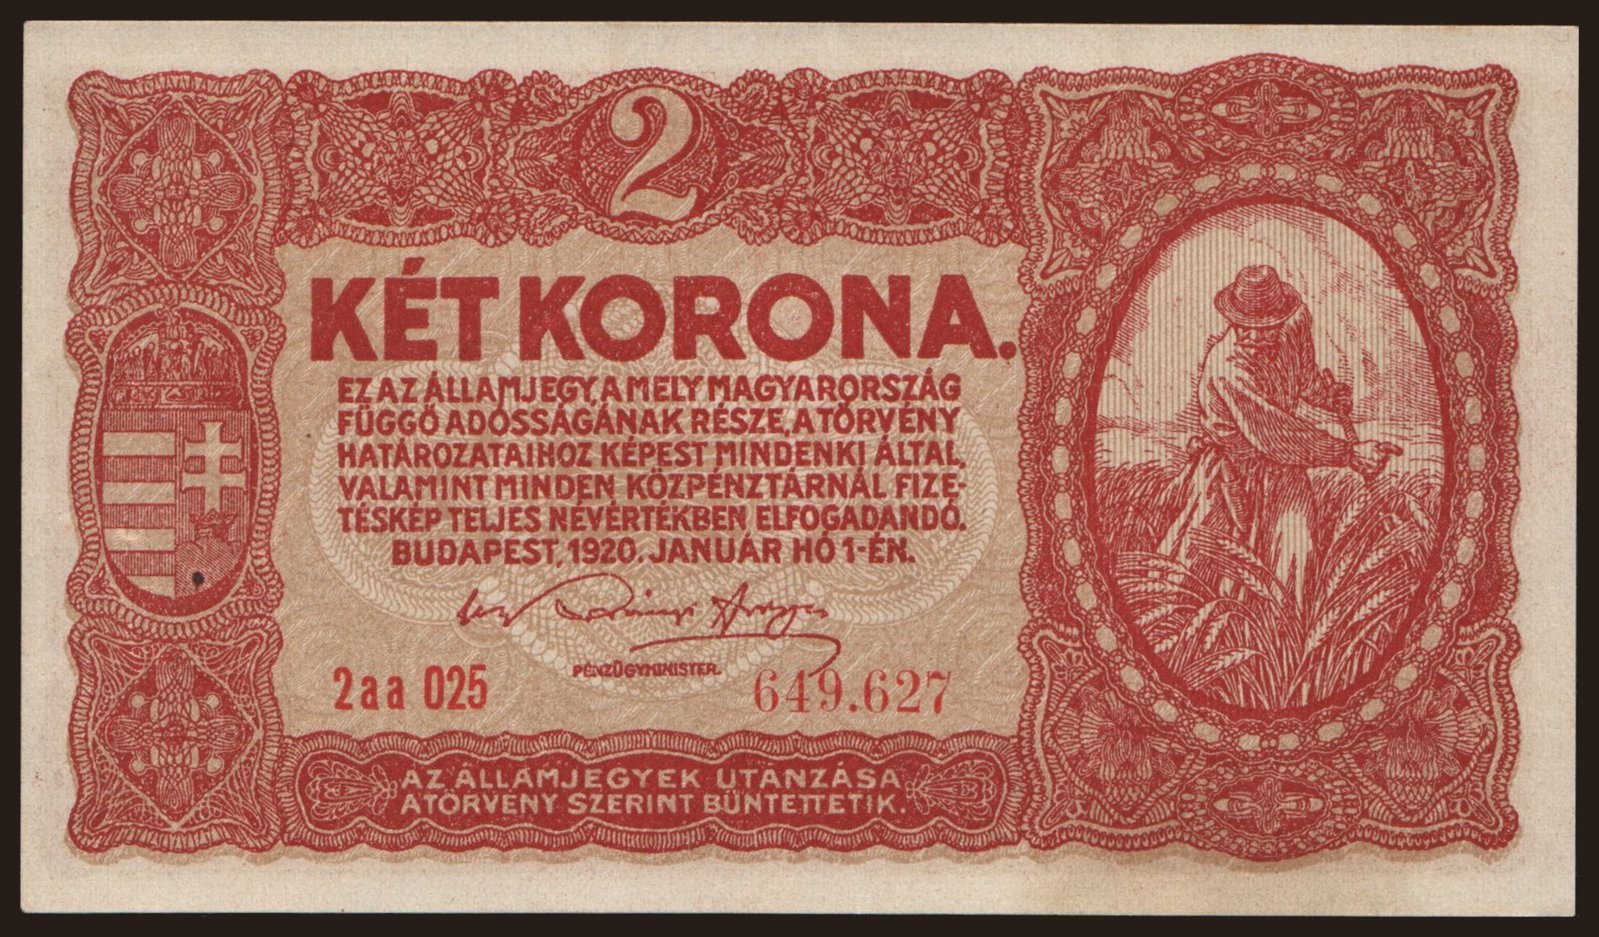 2
KÉT KORONA.
EZ AZ ÁLLAMJEGY, AMELY MAGYARORSZÁG
FÜGGŐ ADÓSSÁGÁNAK RÉSZE, A TÖRVÉNY
HATÁROZATAIHOZ KÉPEST MINDENKI ÁLTAL,
VALAMINT MINDEN KÖZPÉNZTÁRNÁL FIZE-
TÉSKÉP TELJES NÉVÉRTÉKBEN ELFOGADANDÓ.
BUDAPEST, 1920. JANUÁR HÓ 1-ÉN.
PÉNZÜGYMINISTER.
2aa 025 649.627
AZ ÁLLAMJEGYEK UTÁNZÁSA
A TÖRVÉNY SZERINT BÜNTETTETIK.